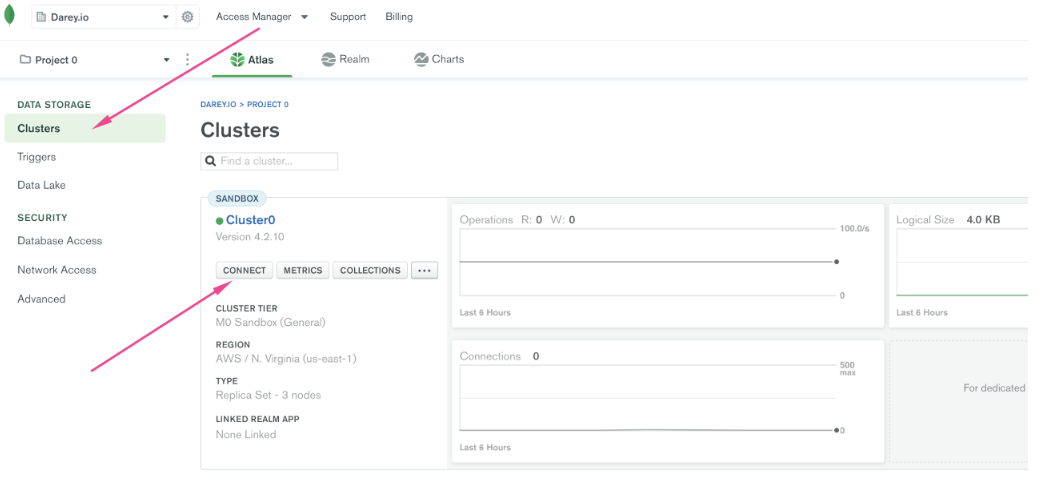 Darey.io
Access Manager
Support
Billing
Project 0
Atlas
Realm
Charts
DATA STORAGE
Clusters
Triggers
Data Lake
SECURITY
Database Access
Network Access
Advanced
DAREY.IO > PROJECT 0
Clusters
Find a cluster...
SANDBOX
Cluster0
Version 4.2.10
CONNECT
METRICS
COLLECTIONS
...
CLUSTER TIER
M0 Sandbox (General)
REGION
AWS / N. Virginia (us-east-1)
TYPE
Replica Set - 3 nodes
LINKED REALM APP
None Linked
Operations R: 0 W: 0
100.0/s
0
Last 6 Hours
Logical Size 4.0 KB
Last 6 Hours
Connections 0
500
max
0
Last 6 Hours
For dedicated